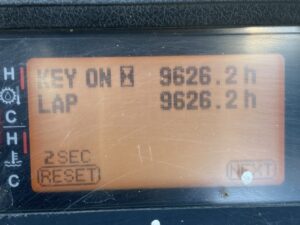 H KEY ON 9626.2 h
LAP 9626.2 h
C
H
2SEC
C RESET NEXT